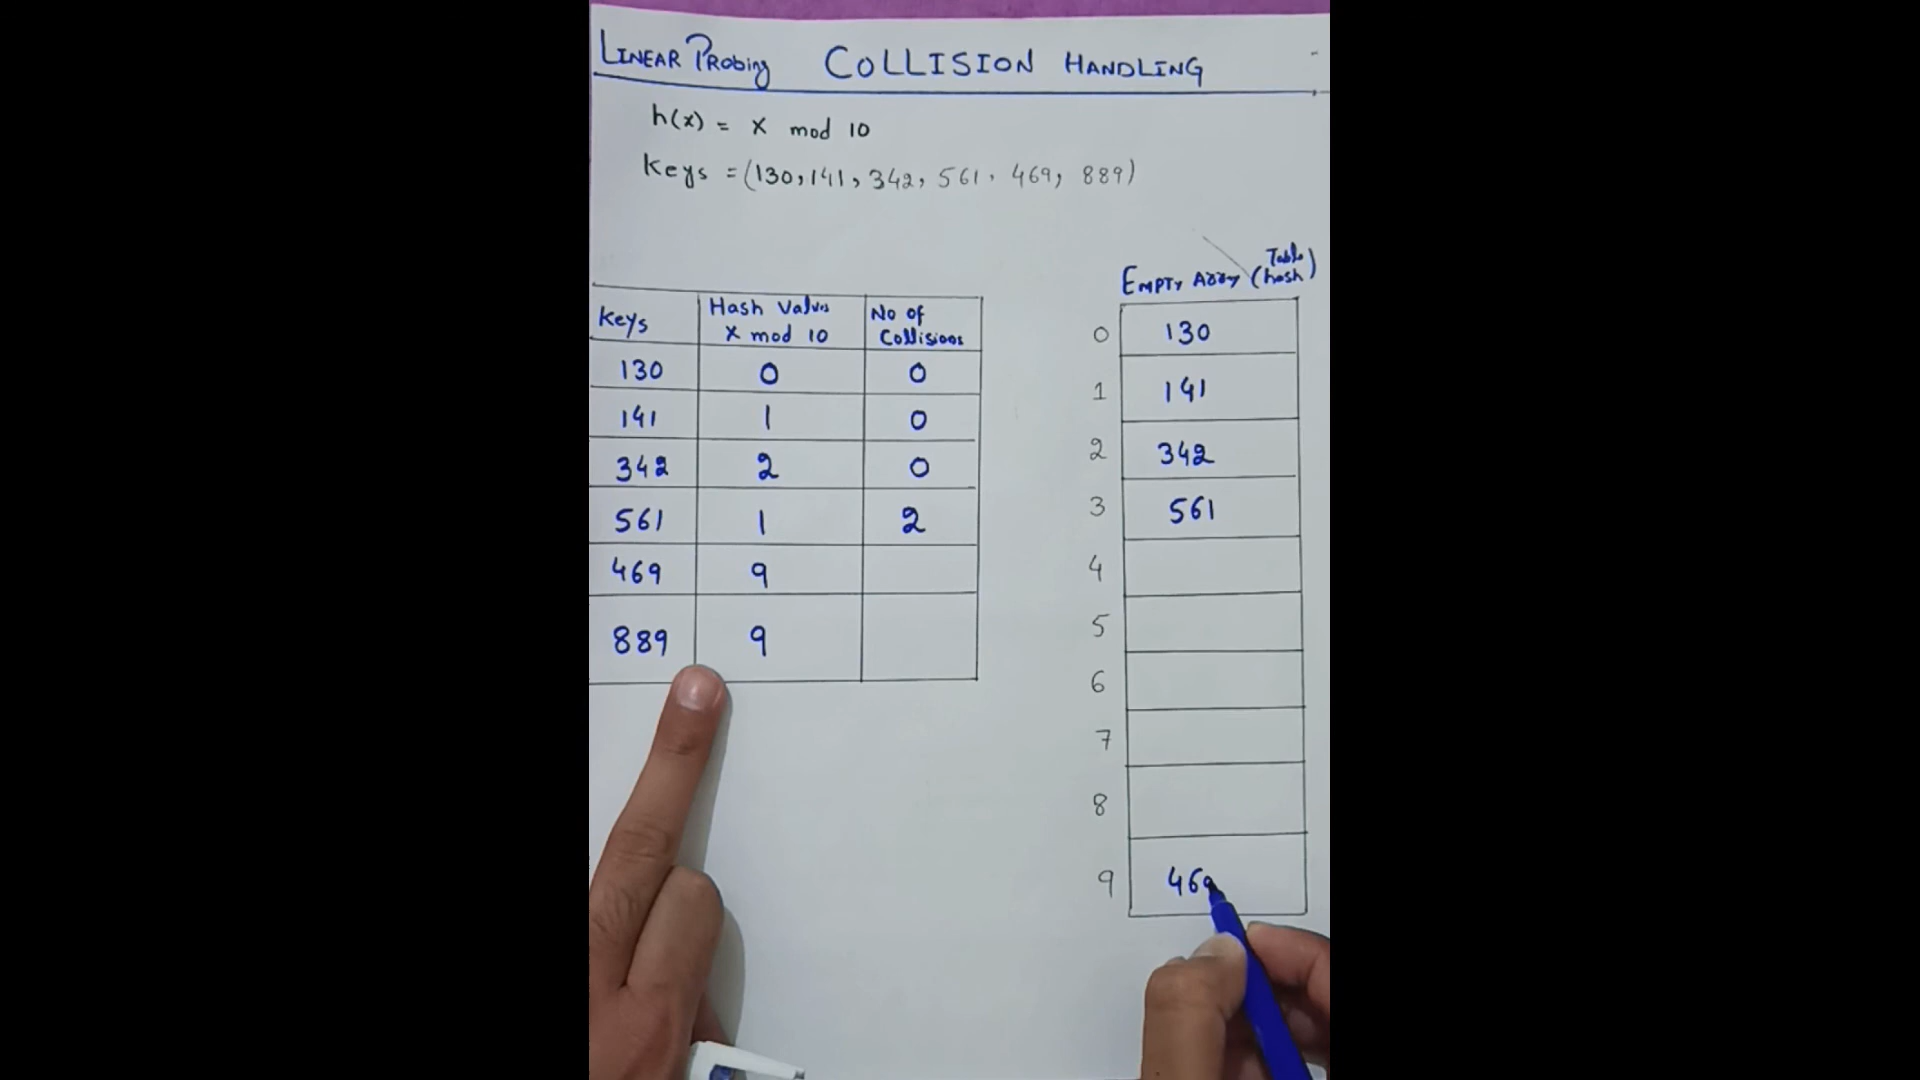 LINEAR PRobing COLLISION HANDLING
h(x) = X mod 10
Keys = (130, 141, 342, 561, 469, 889)
EMPTy ARRy (hash Table)
Keys Hash Values X mod 10 No of Collisions
130 0 0
141 1 0
342 2 0
561 1 2
469 9
889 9
0 130
1 141
2 342
3 561
4
5
6
7
8
9 469